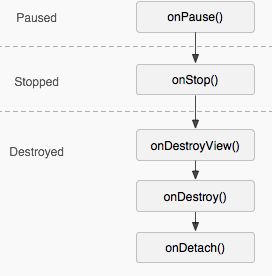 Paused
onPause()
Stopped
onStop()
Destroyed
onDestroyView()
onDestroy()
onDetach()